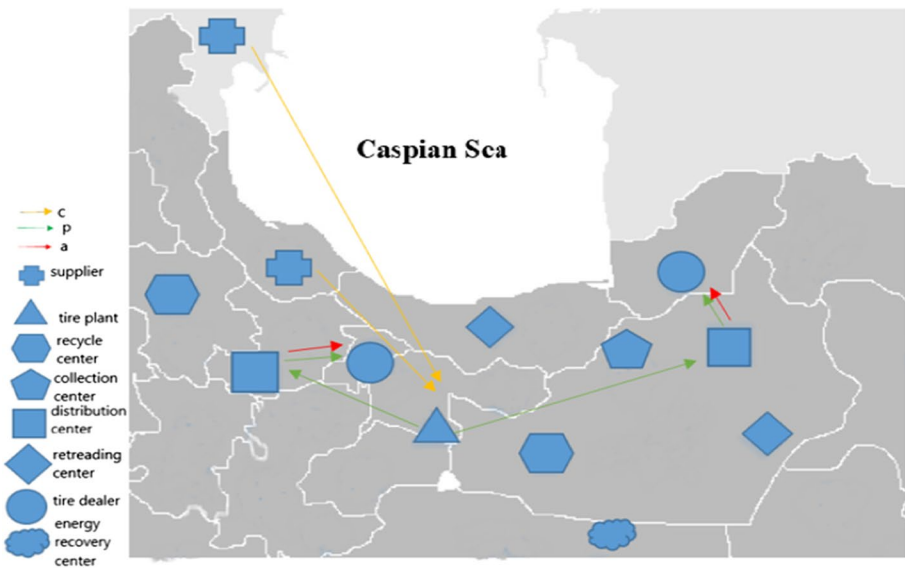 Caspian Sea
c
p
a
supplier
tire plant
recycle
center
collection
center
distribution
center
retreading
center
tire dealer
energy
recovery
center